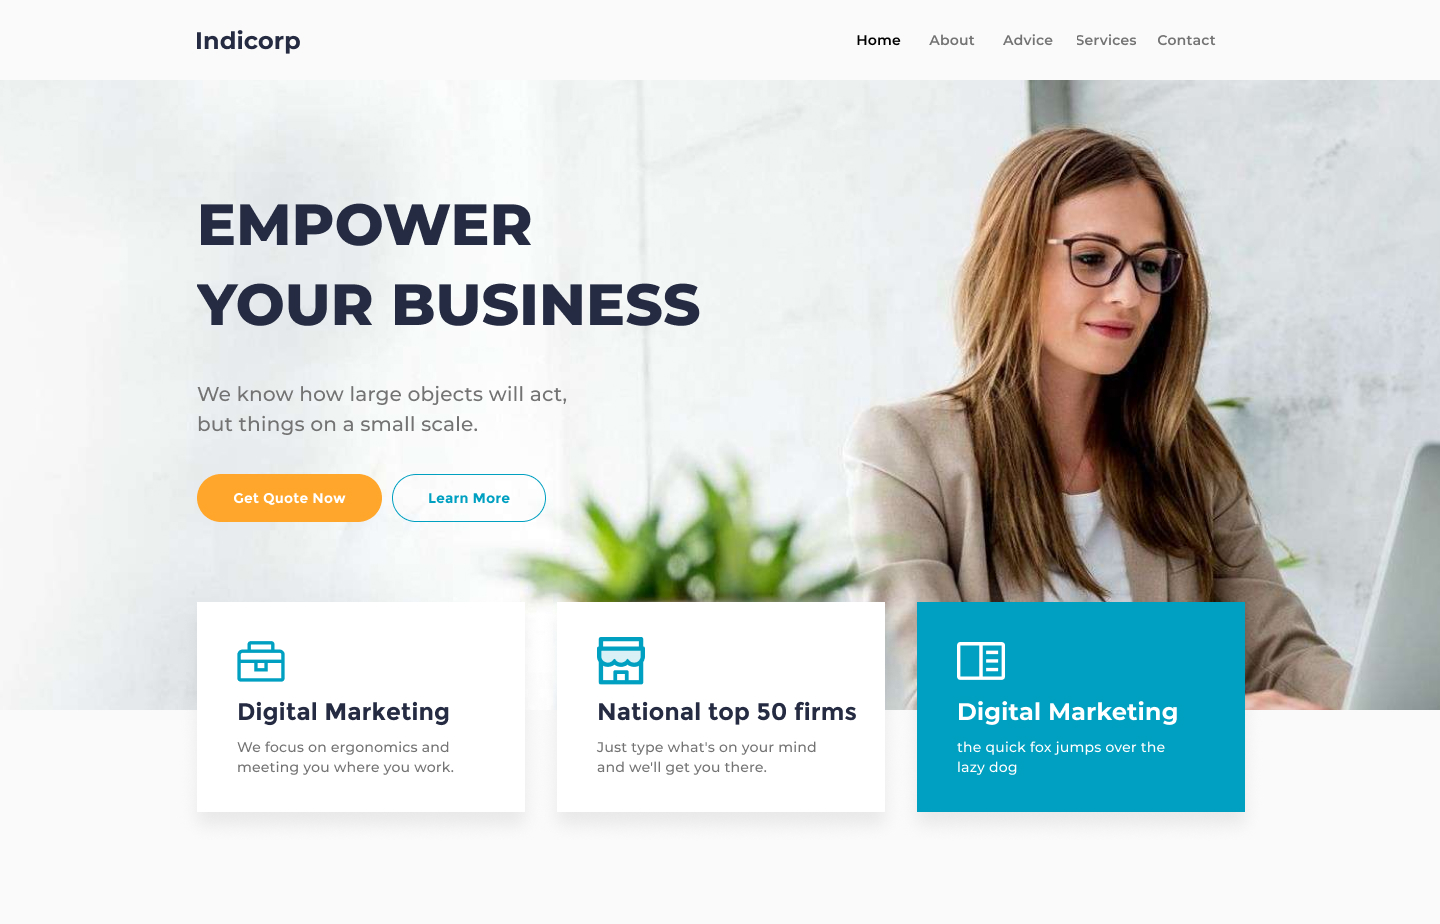 Indicorp
Home About Advice Services Contact
EMPOWER
YOUR BUSINESS
We know how large objects will act,
but things on a small scale.
Get Quote Now
Learn More
Digital Marketing
We focus on ergonomics and
meeting you where you work.
National top 50 firms
Just type what's on your mind
and we'll get you there.
Digital Marketing
the quick fox jumps over the
lazy dog